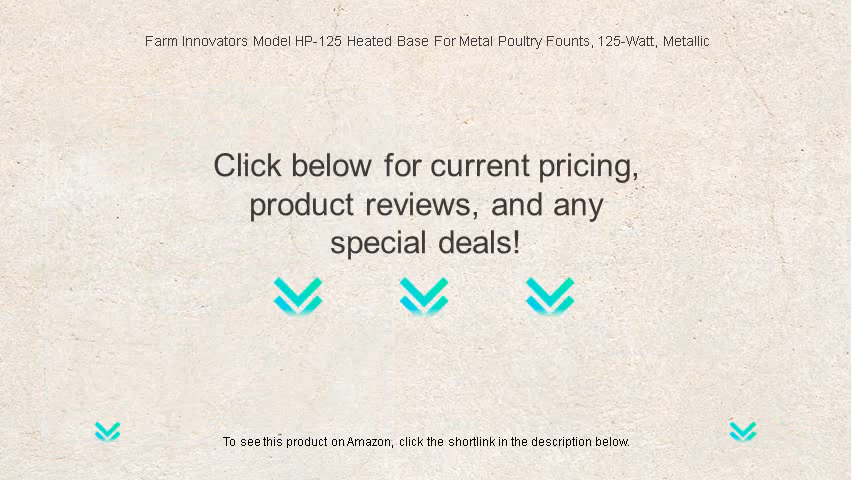 Farm Innovators Model HP-125 Heated Base For Metal Poultry Founts, 125-Watt, Metallic
Click below for current pricing,
product reviews, and any
special deals!
To see this product on Amazon, click the shortlink in the description below.